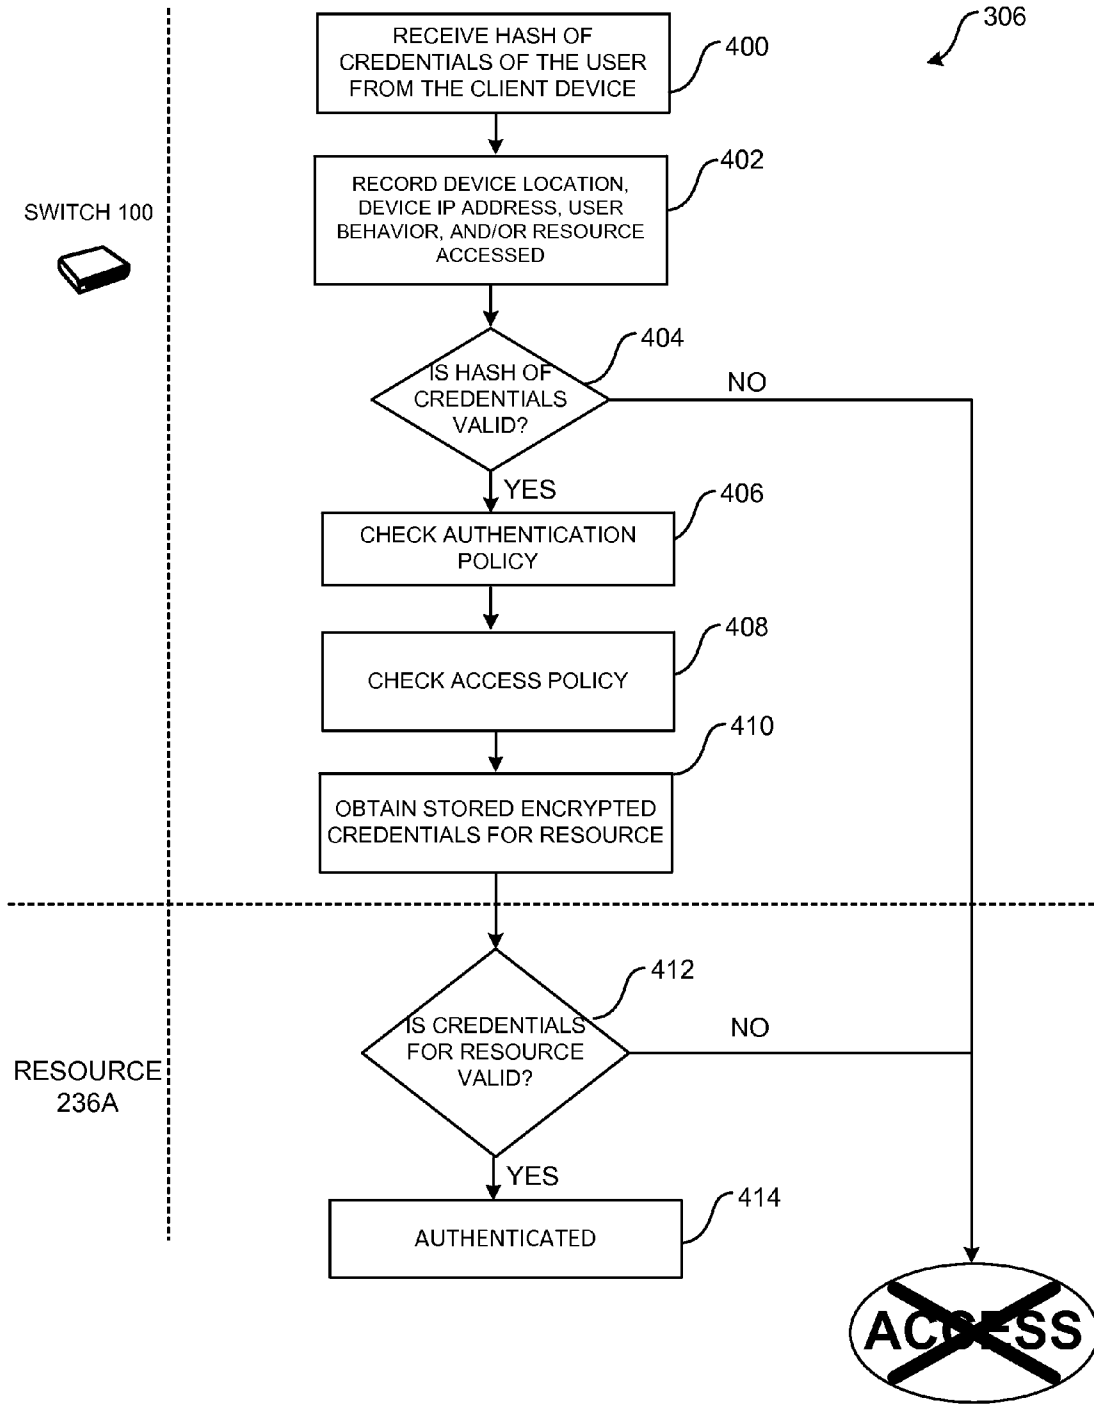 306
RECEIVE HASH OF
CREDENTIALS OF THE USER
FROM THE CLIENT DEVICE
400
402
RECORD DEVICE LOCATION,
DEVICE IP ADDRESS, USER
BEHAVIOR, AND/OR RESOURCE
ACCESSED
SWITCH 100
404
IS HASH OF
CREDENTIALS
VALID?
NO
YES
406
CHECK AUTHENTICATION
POLICY
408
CHECK ACCESS POLICY
410
OBTAIN STORED ENCRYPTED
CREDENTIALS FOR RESOURCE
412
IS CREDENTIALS
FOR RESOURCE
VALID?
NO
RESOURCE
236A
YES
414
AUTHENTICATED
ACCESS